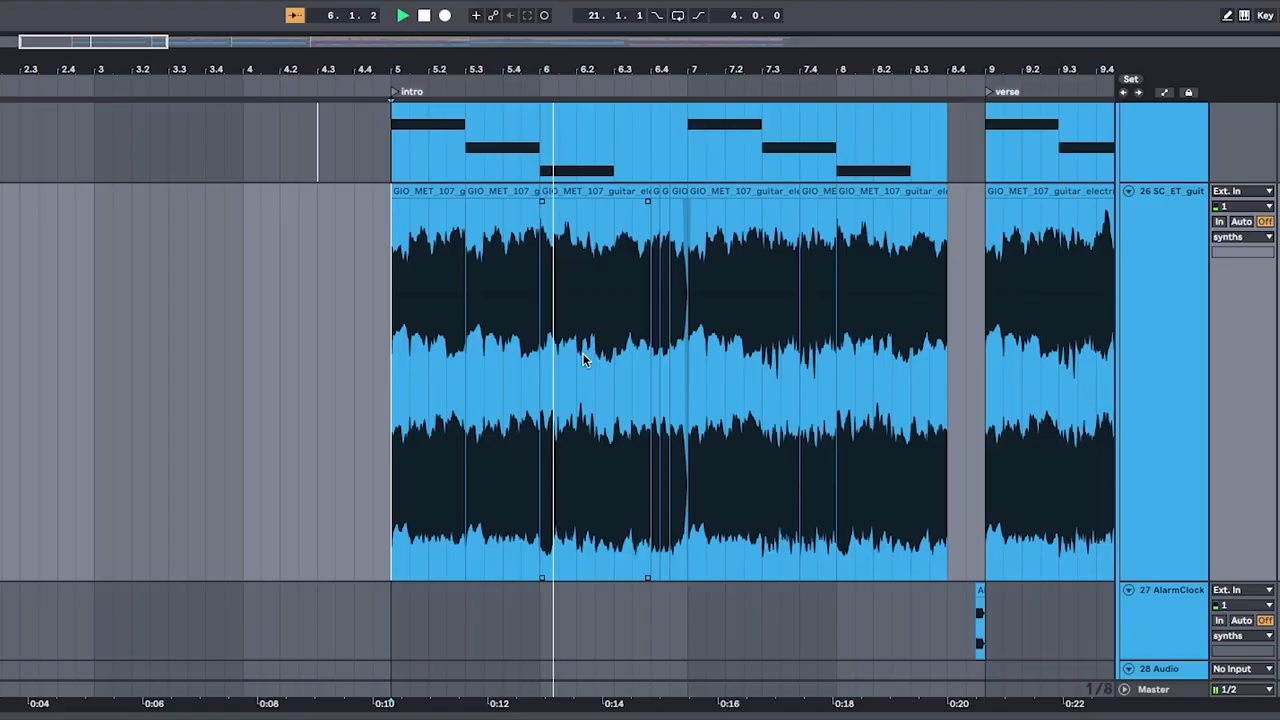 6. 1. 2 21. 1. 1 4. 0. 0 Key
2.3 2.4 3 3.2 3.3 3.4 4 4.2 4.3 4.4 5 5.2 5.3 5.4 6 6.2 6.3 6.4 7 7.2 7.3 7.4 8 8.2 8.3 8.4 9 9.2 9.3 9.4
Set
intro verse
GIO_MET_107_g GIO_MET_107_g GIO_MET_107_guitar_ele G G GIO GIO_MET_107_guitar_ele GIO_ME GIO_MET_107_guitar_ele GIO_MET_107_guitar_electri 26 SC_ET_guit Ext. In
1
In Auto Off
synths
A 27 AlarmClock Ext. In
1
In Auto Off
synths
28 Audio No Input
1/8 Master 1/2
0:04 0:06 0:08 0:10 0:12 0:14 0:16 0:18 0:20 0:22